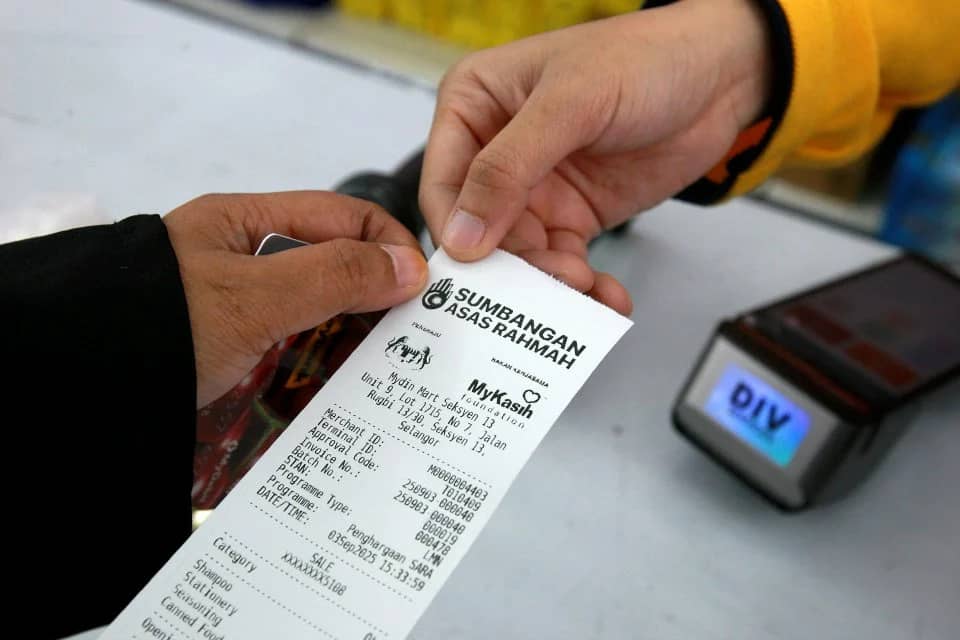 SUMBANGAN
ASAS RAHMAH
PENERAJU
RAKAN KERJASAMA
MyKasih
foundation
Mydin Mart Seksyen 13
Unit 9, Lot 1715, No 7, Jalan
Rugbi 13/30, Seksyen 13,
Selangor
Merchant ID: M0000004403
Terminal ID: T010409
Approval Code: 250903 000040
Invoice No.: 250903 000040
Batch No.: 000019
STAN: 000478
Programme Type: LMN
Programme: Penghargaan SARA
DATE/TIME: 03Sep2025 15:33:59
SALE
XXXXXXXX5108
Category
Shampoo
Stationery
Seasoning
Canned Food
DIV